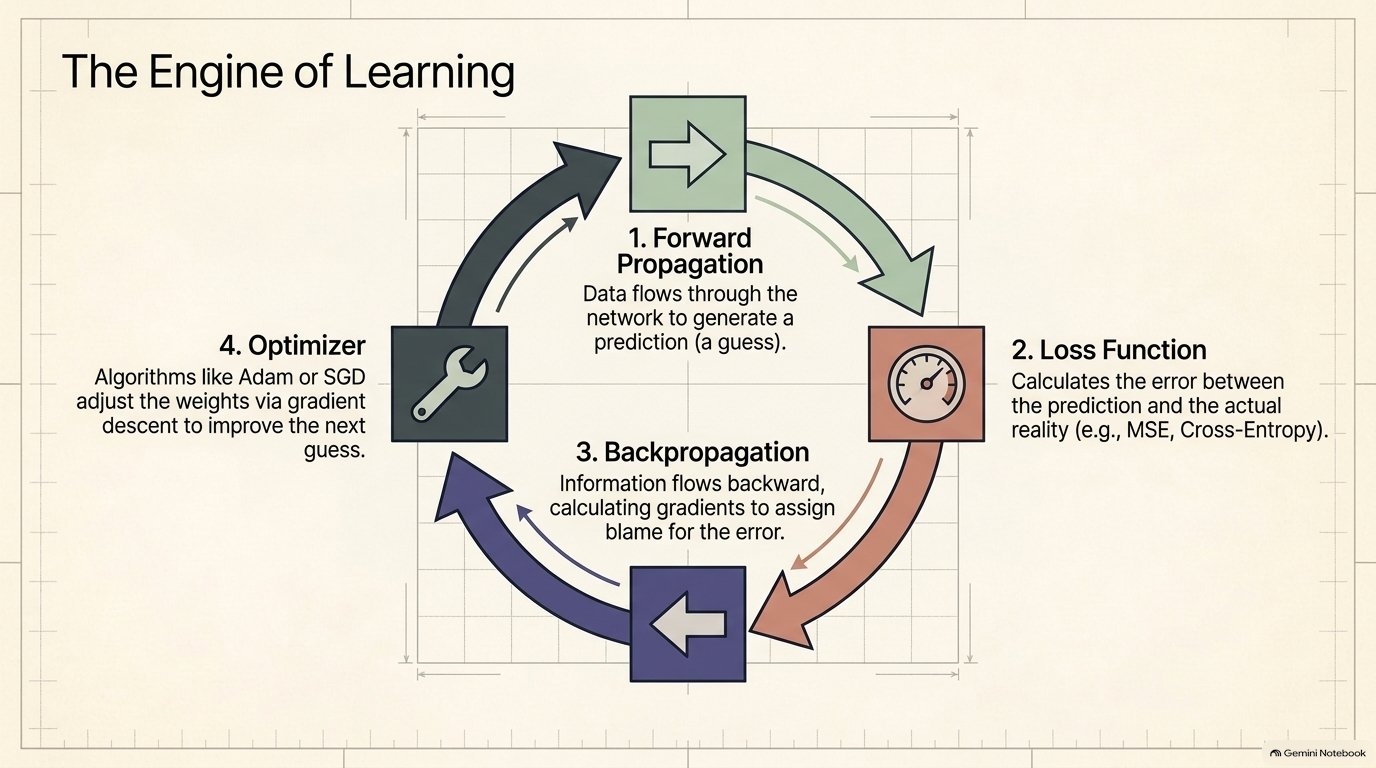 The Engine of Learning
1. Forward
Propagation
Data flows through the
network to generate a
prediction (a guess).
2. Loss Function
Calculates the error between
the prediction and the actual
reality (e.g., MSE, Cross-Entropy).
3. Backpropagation
Information flows backward,
calculating gradients to assign
blame for the error.
4. Optimizer
Algorithms like Adam or SGD
adjust the weights via gradient
descent to improve the next
guess.
Gemini Notebook